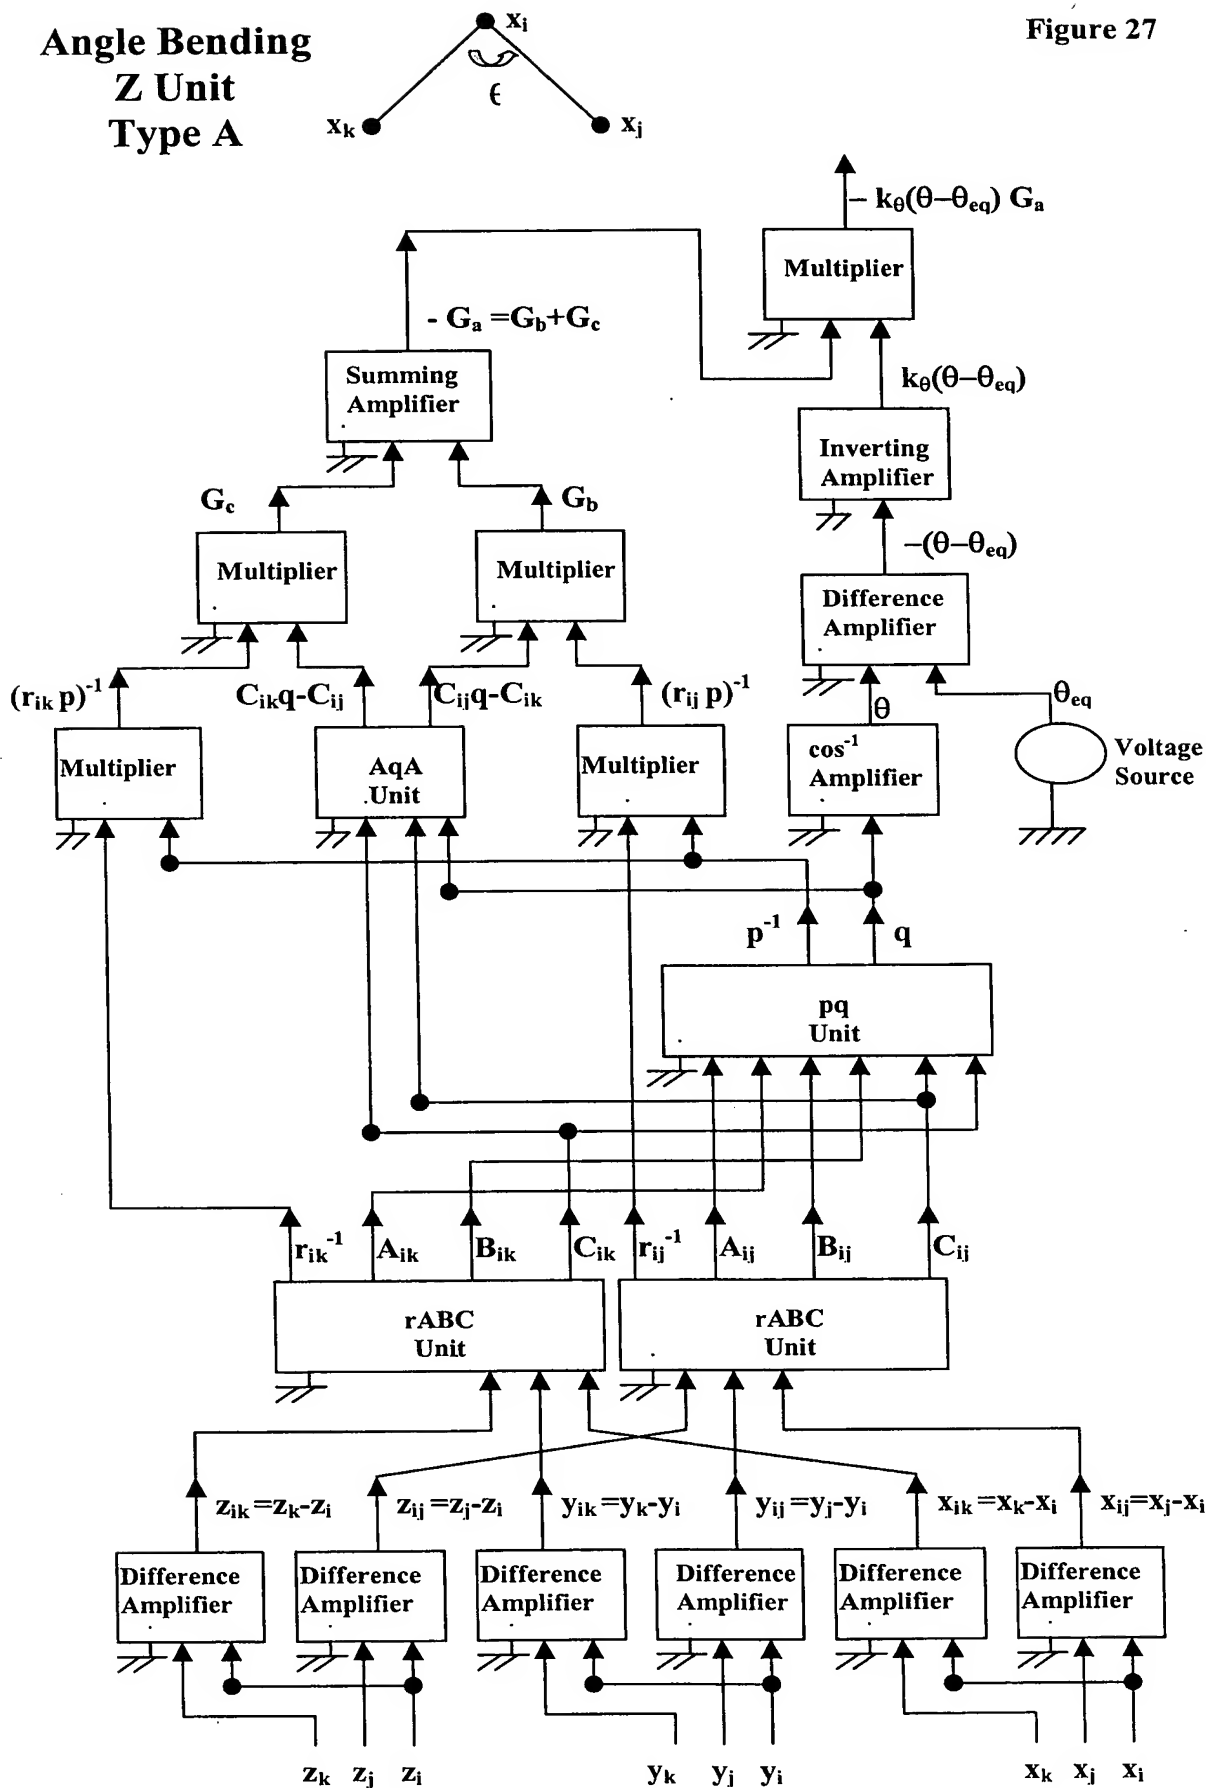 Angle Bending
Z Unit
Type A
Figure 27
xᵢ
ϵ
xₖ
xⱼ
– k_θ(θ–θ_eq) Gₐ
Multiplier
- Gₐ =G_b+G_c
k_θ(θ–θ_eq)
Summing
Amplifier
Inverting
Amplifier
G_c
G_b
–(θ–θ_eq)
Multiplier
Multiplier
Difference
Amplifier
(r_ik p)⁻¹
C_ikq-C_ij
C_ijq-C_ik
(r_ij p)⁻¹
θ
θ_eq
Multiplier
AqA
Unit
Multiplier
cos⁻¹
Amplifier
Voltage
Source
p⁻¹
q
pq
Unit
r_ik⁻¹
A_ik
B_ik
C_ik
r_ij⁻¹
A_ij
B_ij
C_ij
rABC
Unit
rABC
Unit
z_ik=z_k-z_i
z_ij=z_j-z_i
y_ik=y_k-y_i
y_ij=y_j-y_i
x_ik=x_k-x_i
x_ij=x_j-x_i
Difference
Amplifier
Difference
Amplifier
Difference
Amplifier
Difference
Amplifier
Difference
Amplifier
Difference
Amplifier
z_k z_j z_i
y_k y_j y_i
x_k x_j x_i